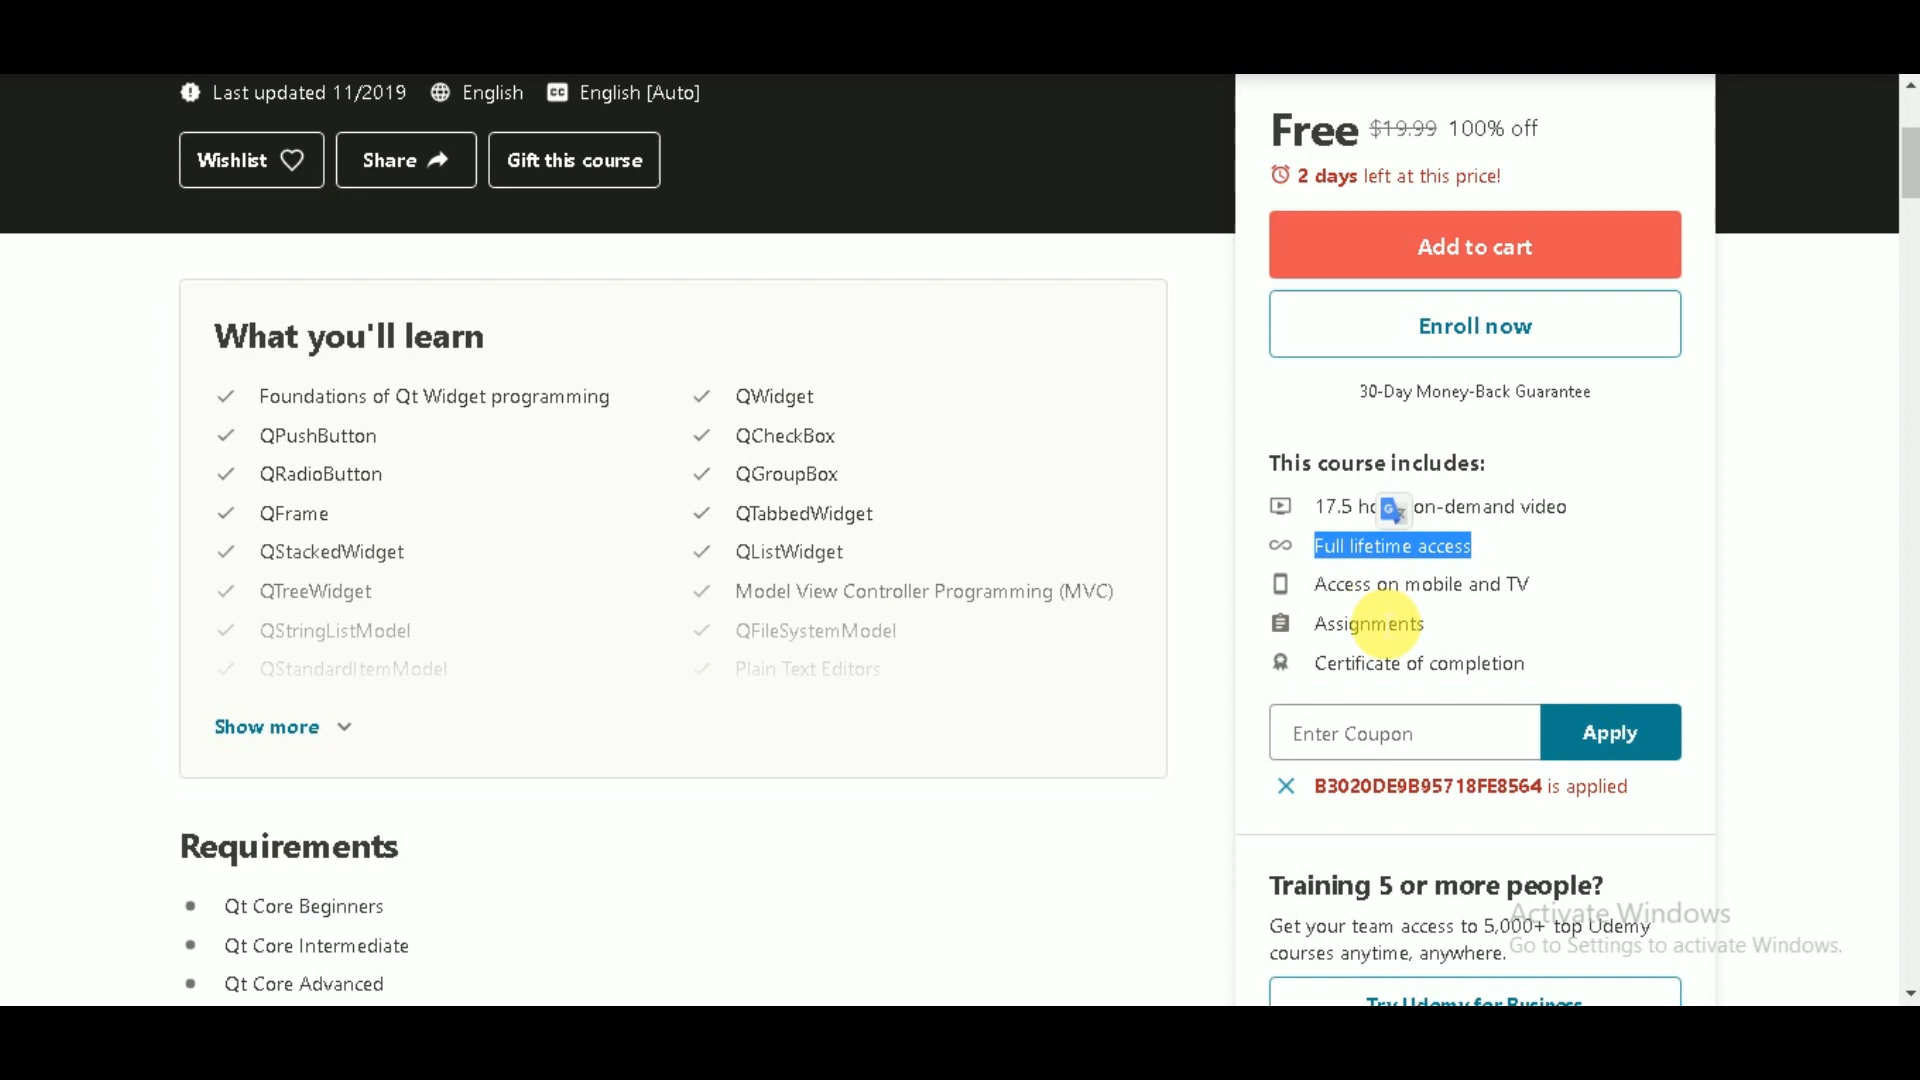 Last updated 11/2019 English English [Auto]
Wishlist Share Gift this course
What you'll learn
Foundations of Qt Widget programming
QPushButton
QRadioButton
QFrame
QStackedWidget
QTreeWidget
QStringListModel
QStandardItemModel
QWidget
QCheckBox
QGroupBox
QTabbedWidget
QListWidget
Model View Controller Programming (MVC)
QFileSystemModel
Plain Text Editors
Show more
Requirements
Qt Core Beginners
Qt Core Intermediate
Qt Core Advanced
Free $19.99 100% off
2 days left at this price!
Add to cart
Enroll now
30-Day Money-Back Guarantee
This course includes:
17.5 on-demand video
Full lifetime access
Access on mobile and TV
Assignments
Certificate of completion
Enter Coupon Apply
B3020DE9B95718FE8564 is applied
Training 5 or more people?
Get your team access to 5,000+ top Udemy
courses anytime, anywhere.
Try Udemy for Business
Activate Windows
Go to Settings to activate Windows.